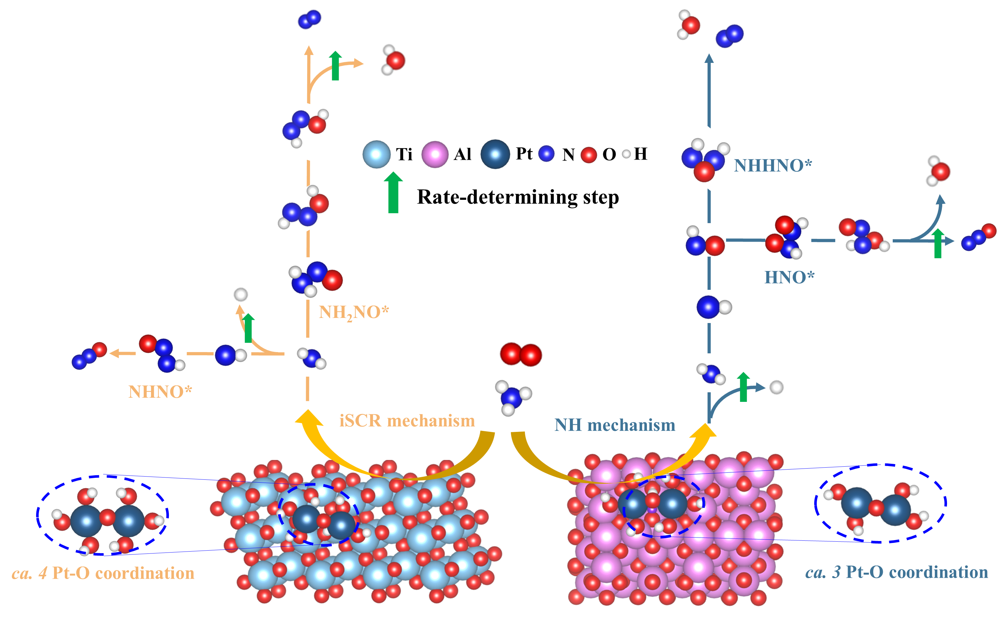 Ti Al Pt N O H
Rate-determining step
NHHNO*
HNO*
NH₂NO*
NHNO*
iSCR mechanism
NH mechanism
ca. 4 Pt-O coordination
ca. 3 Pt-O coordination